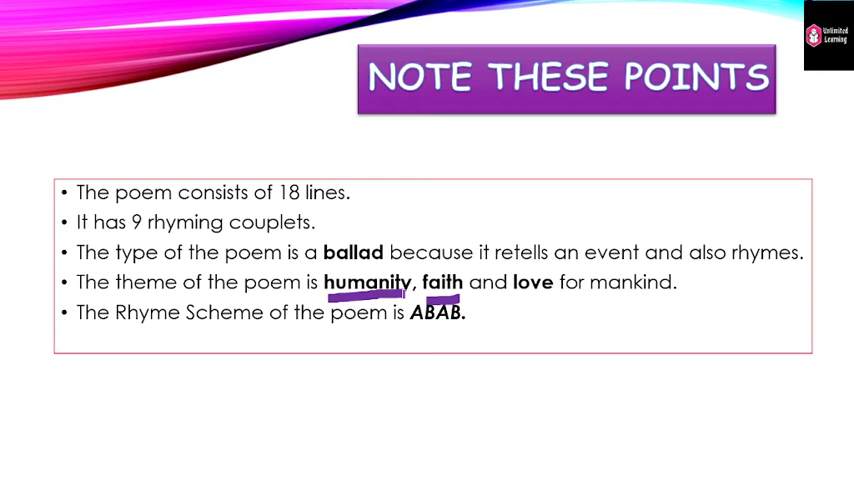 Unlimited
Learning
NOTE THESE POINTS
• The poem consists of 18 lines.
• It has 9 rhyming couplets.
• The type of the poem is a ballad because it retells an event and also rhymes.
• The theme of the poem is humanity, faith and love for mankind.
• The Rhyme Scheme of the poem is ABAB.